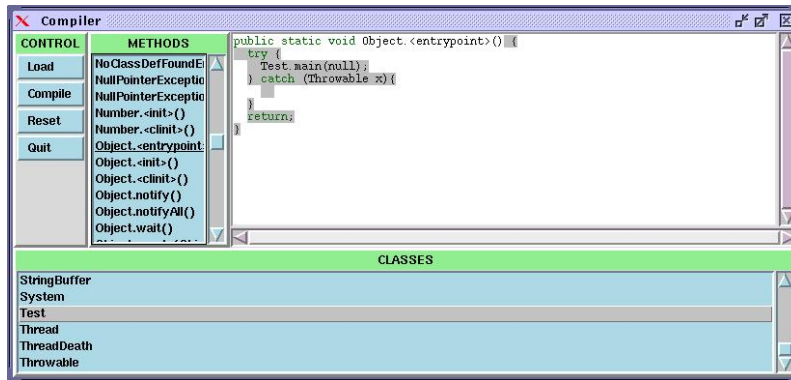 Compiler
CONTROL
Load
Compile
Reset
Quit
METHODS
NoClassDefFoundE
NullPointerExceptio
NullPointerExceptio
Number.<init>()
Number.<clinit>()
Object.<entrypoint>
Object.<init>()
Object.<clinit>()
Object.notify()
Object.notifyAll()
Object.wait()
public static void Object.<entrypoint>() {
try {
Test.main(null);
} catch (Throwable x){
}
return;
}
CLASSES
StringBuffer
System
Test
Thread
ThreadDeath
Throwable